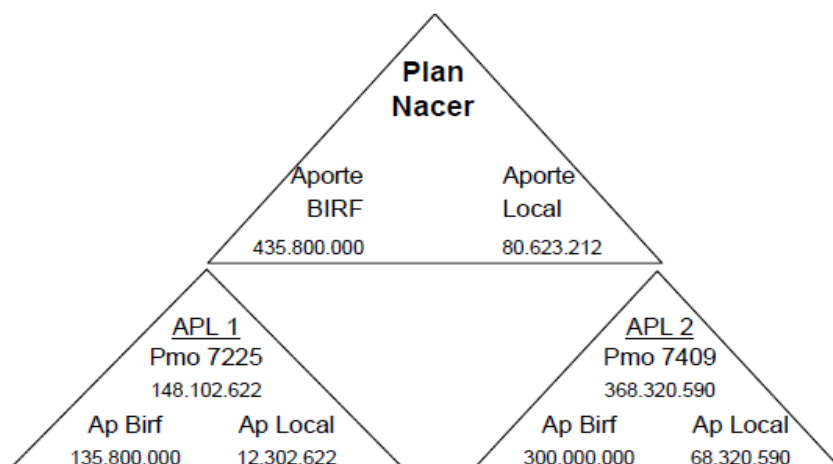 Plan
Nacer
Aporte Aporte
BIRF Local
435.800.000 80.623.212
APL 1 APL 2
Pmo 7225 Pmo 7409
148.102.622 368.320.590
Ap Birf Ap Local Ap Birf Ap Local
135.800.000 12.302.622 300.000.000 68.320.590